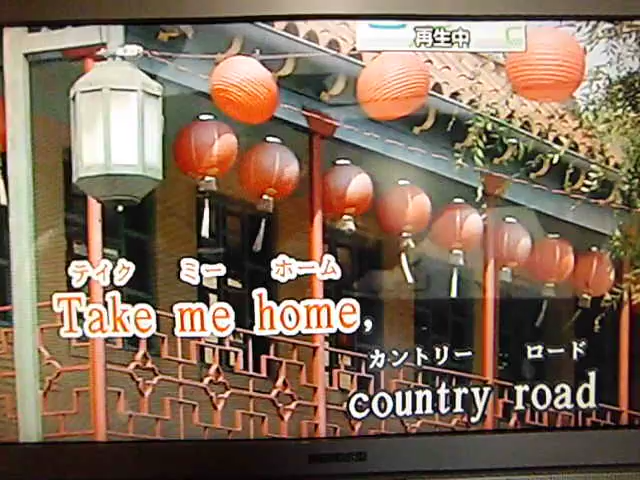 再生中
テイク ミー ホーム
Take me home,
カントリー ロード
country road